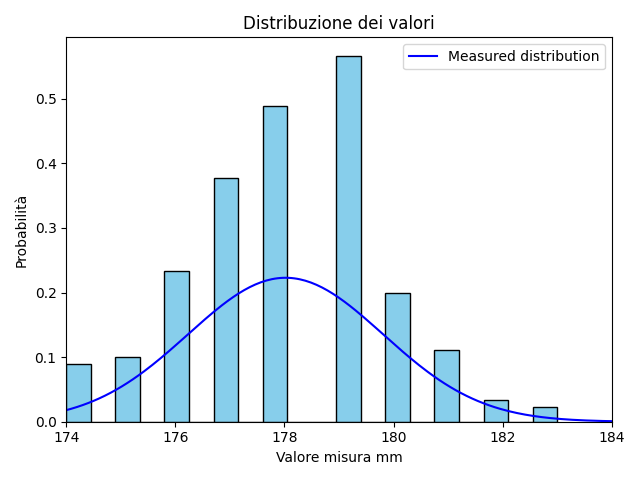 Distribuzione dei valori
Measured distribution
Probabilità
0.5
0.4
0.3
0.2
0.1
0.0
174 176 178 180 182 184
Valore misura mm